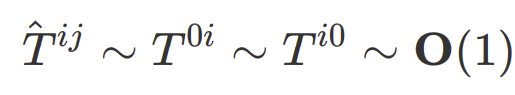 T̂^{ij} ∼ T^{0i} ∼ T^{i0} ∼ O(1)